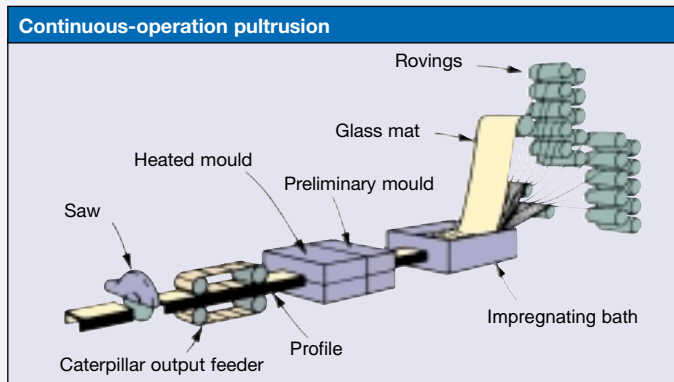 Continuous-operation pultrusion
Rovings
Glass mat
Heated mould
Preliminary mould
Saw
Impregnating bath
Profile
Caterpillar output feeder